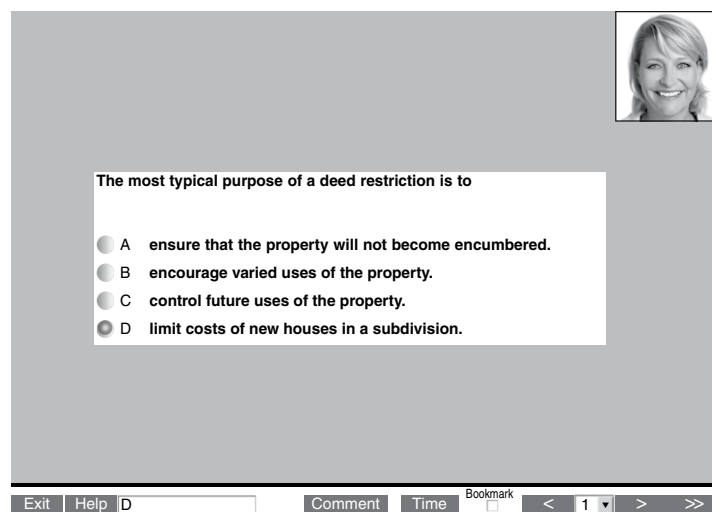 The most typical purpose of a deed restriction is to
A ensure that the property will not become encumbered.
B encourage varied uses of the property.
C control future uses of the property.
D limit costs of new houses in a subdivision.
Exit Help D Comment Time Bookmark < 1 ▼ > >>